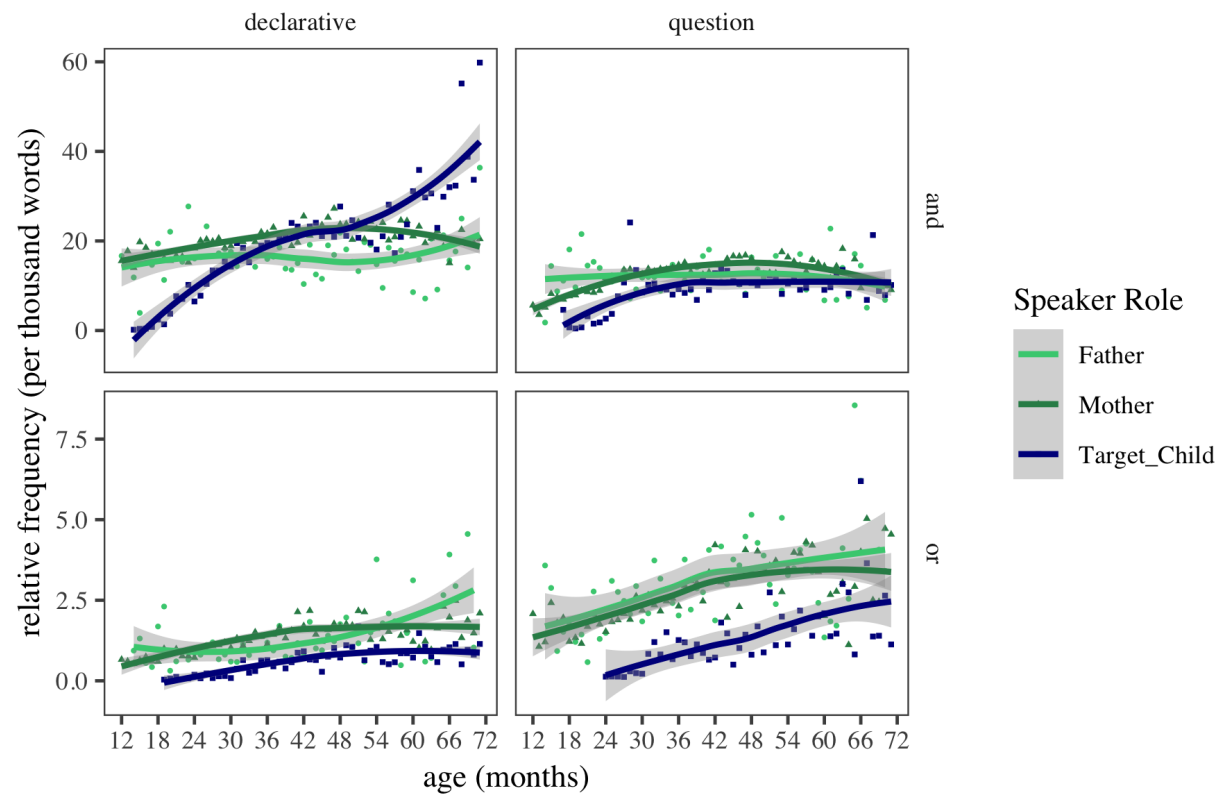 declarative
question
60
40
20
0
and
7.5
5.0
2.5
0.0
or
relative frequency (per thousand words)
12 18 24 30 36 42 48 54 60 66 72
12 18 24 30 36 42 48 54 60 66 72
age (months)
Speaker Role
Father
Mother
Target_Child